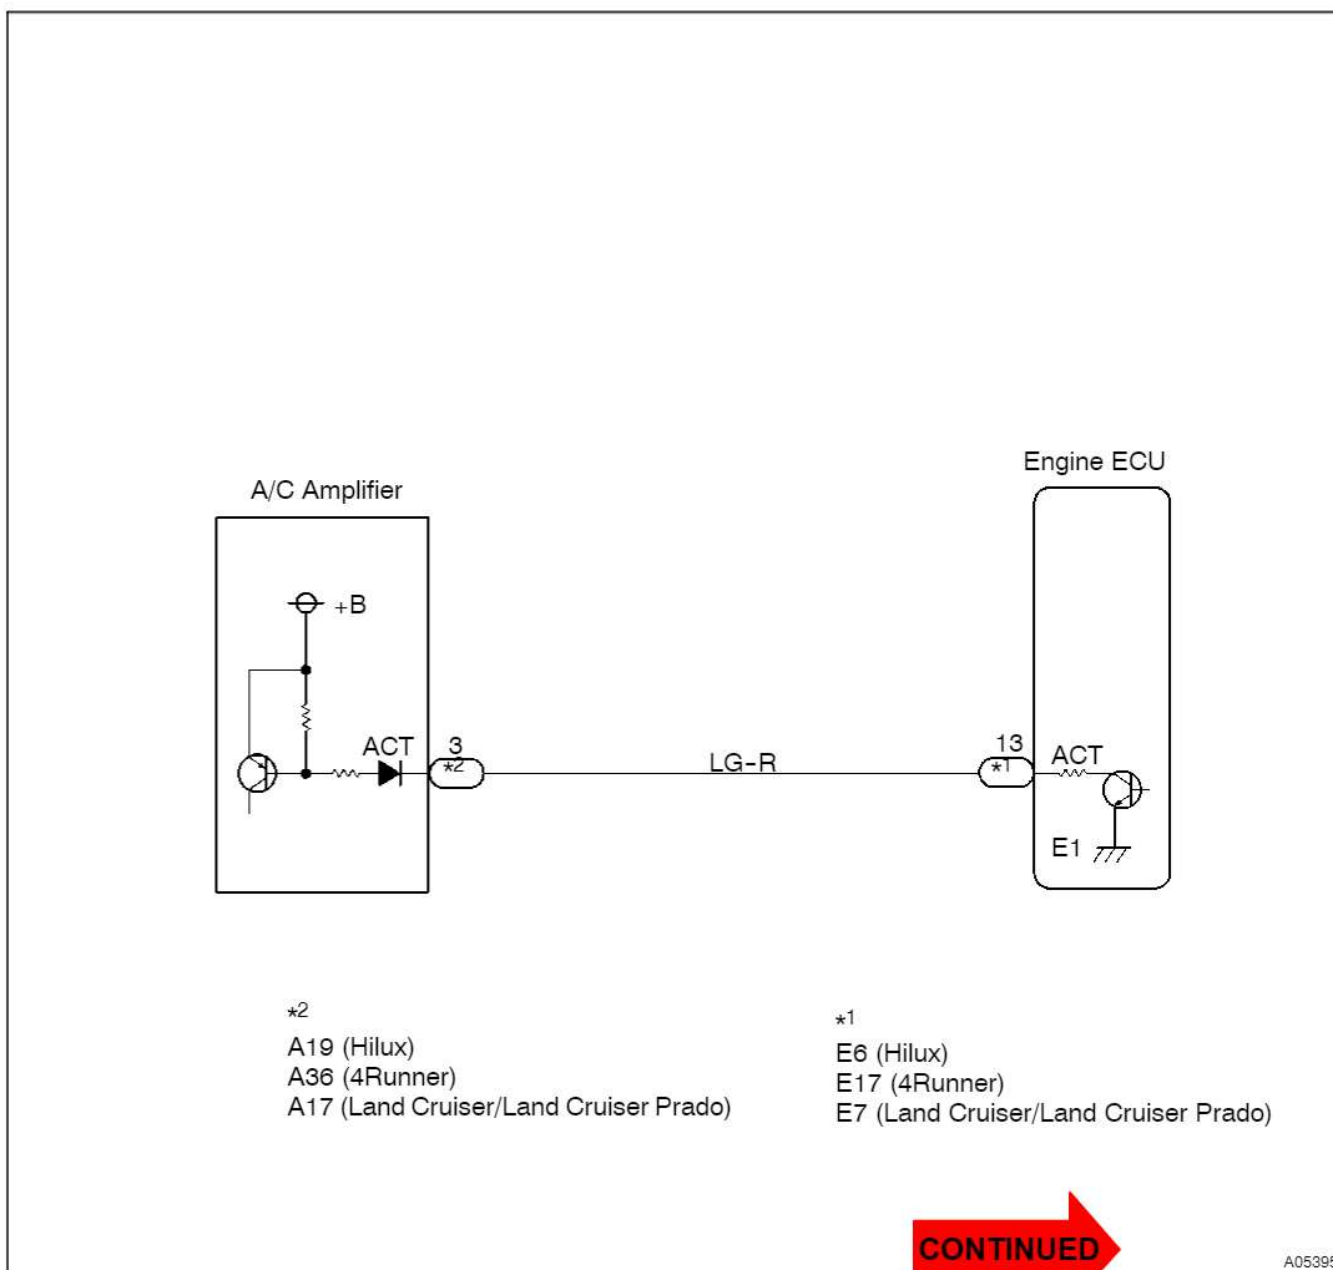 Engine ECU
A/C Amplifier
+B
ACT
3
*2
LG-R
13
*1
ACT
E1
*2
A19 (Hilux)
A36 (4Runner)
A17 (Land Cruiser/Land Cruiser Prado)
*1
E6 (Hilux)
E17 (4Runner)
E7 (Land Cruiser/Land Cruiser Prado)
CONTINUED
A05395